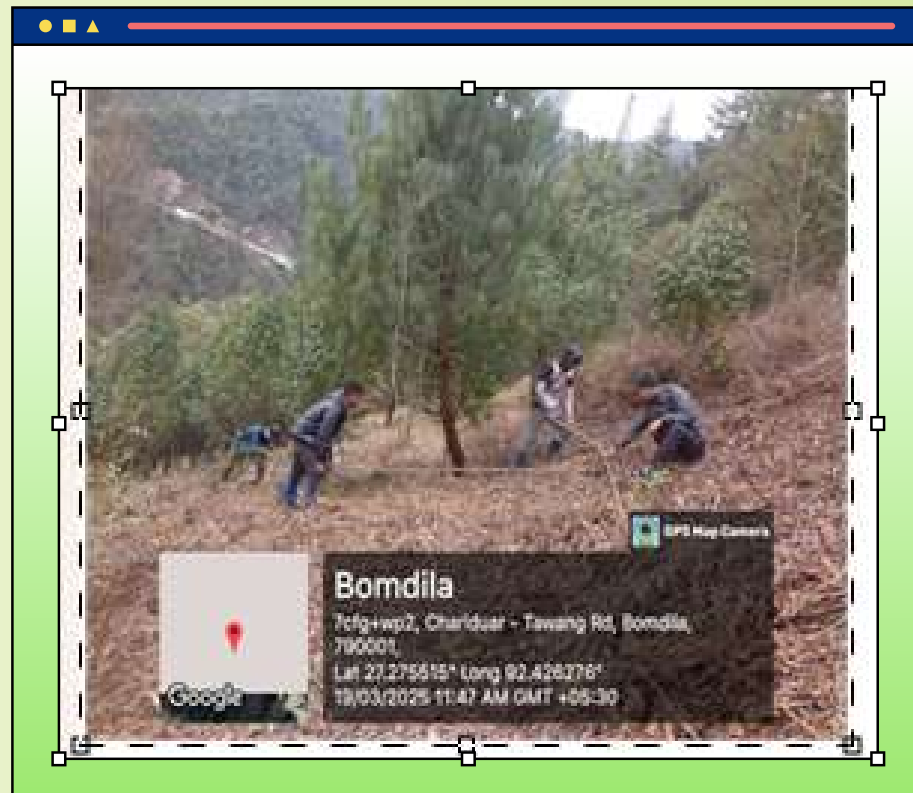 GPS Map Camera
Bomdila
7cfg+wp2, Chariduar - Tawang Rd, Bomdila,
790001,
Lat 27.275515° Long 92.426276°
19/03/2025 11:47 AM GMT +05:30
Google